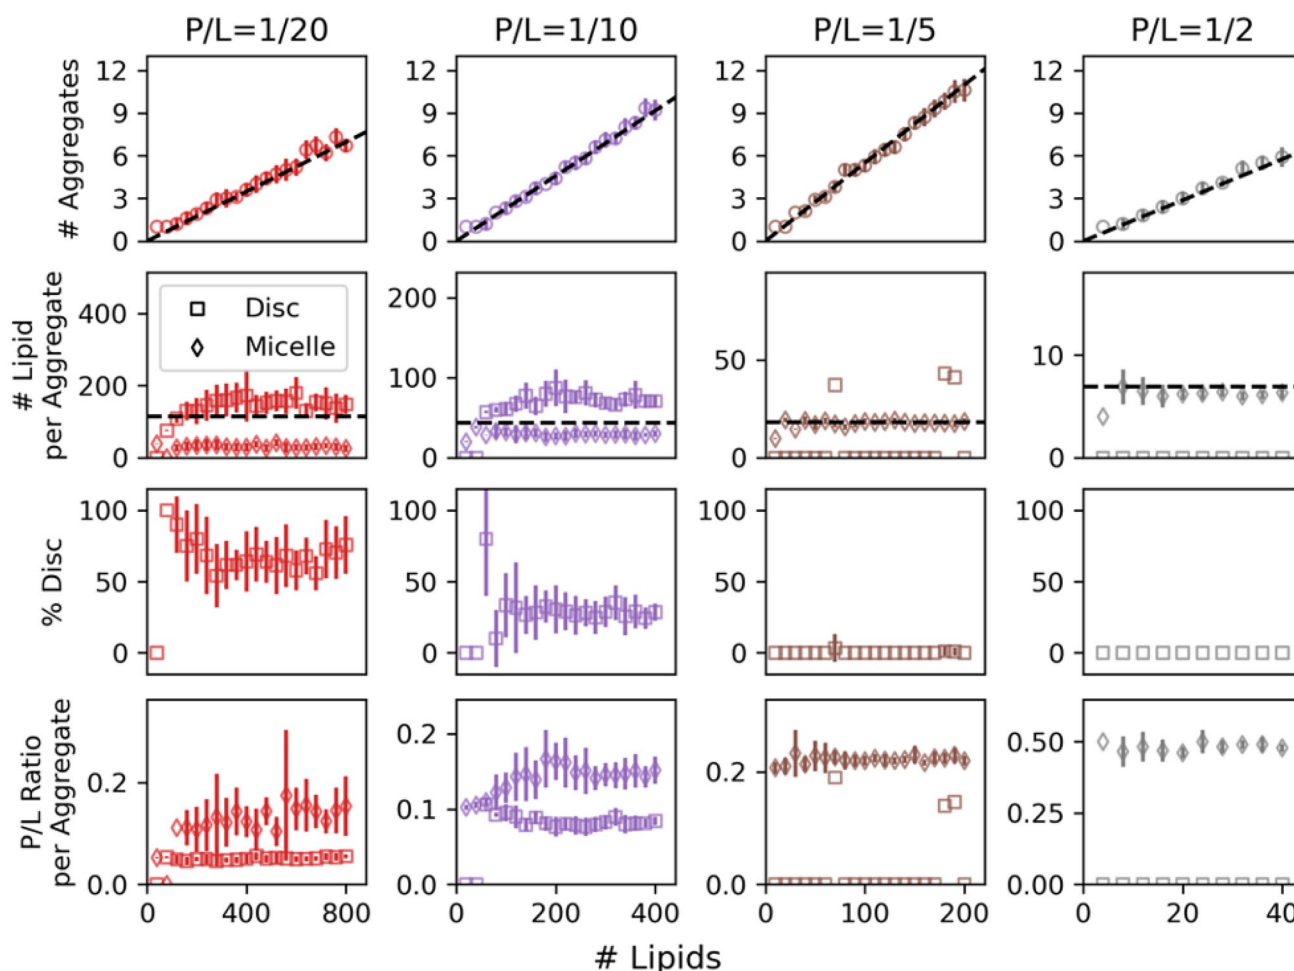 P/L=1/20 P/L=1/10 P/L=1/5 P/L=1/2
# Aggregates
12 12 12 12
9 9 9 9
6 6 6 6
3 3 3 3
0 0 0 0
# Lipid
per Aggregate
Disc
Micelle
400 200
200 100 50 10
0 0 0 0
% Disc
100 100 100 100
50 50 50 50
0 0 0 0
P/L Ratio
per Aggregate
0.2 0.2 0.2 0.50
0.1 0.25
0.0 0.0 0.0 0.00
0 400 800 0 200 400 0 100 200 0 20 40
# Lipids